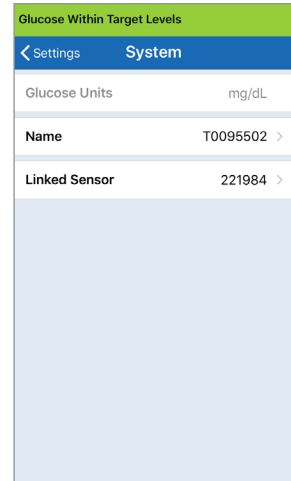 Glucose Within Target Levels
Settings System
Glucose Units mg/dL
Name T0095502
Linked Sensor 221984